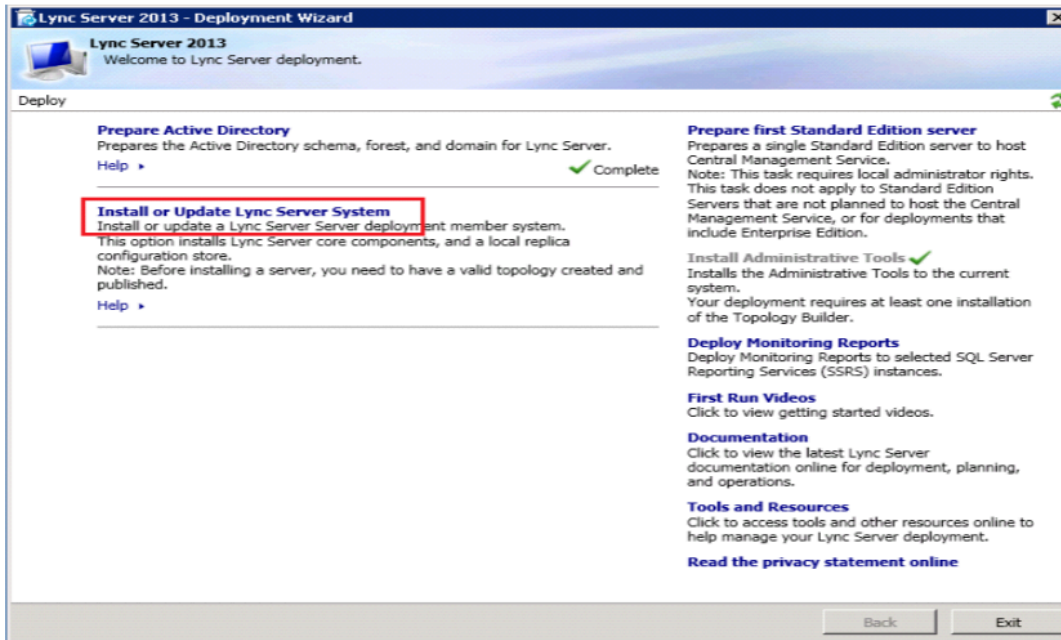 Lync Server 2013 - Deployment Wizard
Lync Server 2013
Welcome to Lync Server deployment.
Deploy
Prepare Active Directory
Prepares the Active Directory schema, forest, and domain for Lync Server.
Help
Complete
Install or Update Lync Server System
Install or update a Lync Server Server deployment member system.
This option installs Lync Server core components, and a local replica
configuration store.
Note: Before installing a server, you need to have a valid topology created and
published.
Help
Prepare first Standard Edition server
Prepares a single Standard Edition server to host
Central Management Service.
Note: This task requires local administrator rights.
This task does not apply to Standard Edition
Servers that are not planned to host the Central
Management Service, or for deployments that
include Enterprise Edition.
Install Administrative Tools
Installs the Administrative Tools to the current
system.
Your deployment requires at least one installation
of the Topology Builder.
Deploy Monitoring Reports
Deploy Monitoring Reports to selected SQL Server
Reporting Services (SSRS) instances.
First Run Videos
Click to view getting started videos.
Documentation
Click to view the latest Lync Server
documentation online for deployment, planning,
and operations.
Tools and Resources
Click to access tools and other resources online to
help manage your Lync Server deployment.
Read the privacy statement online
Back
Exit